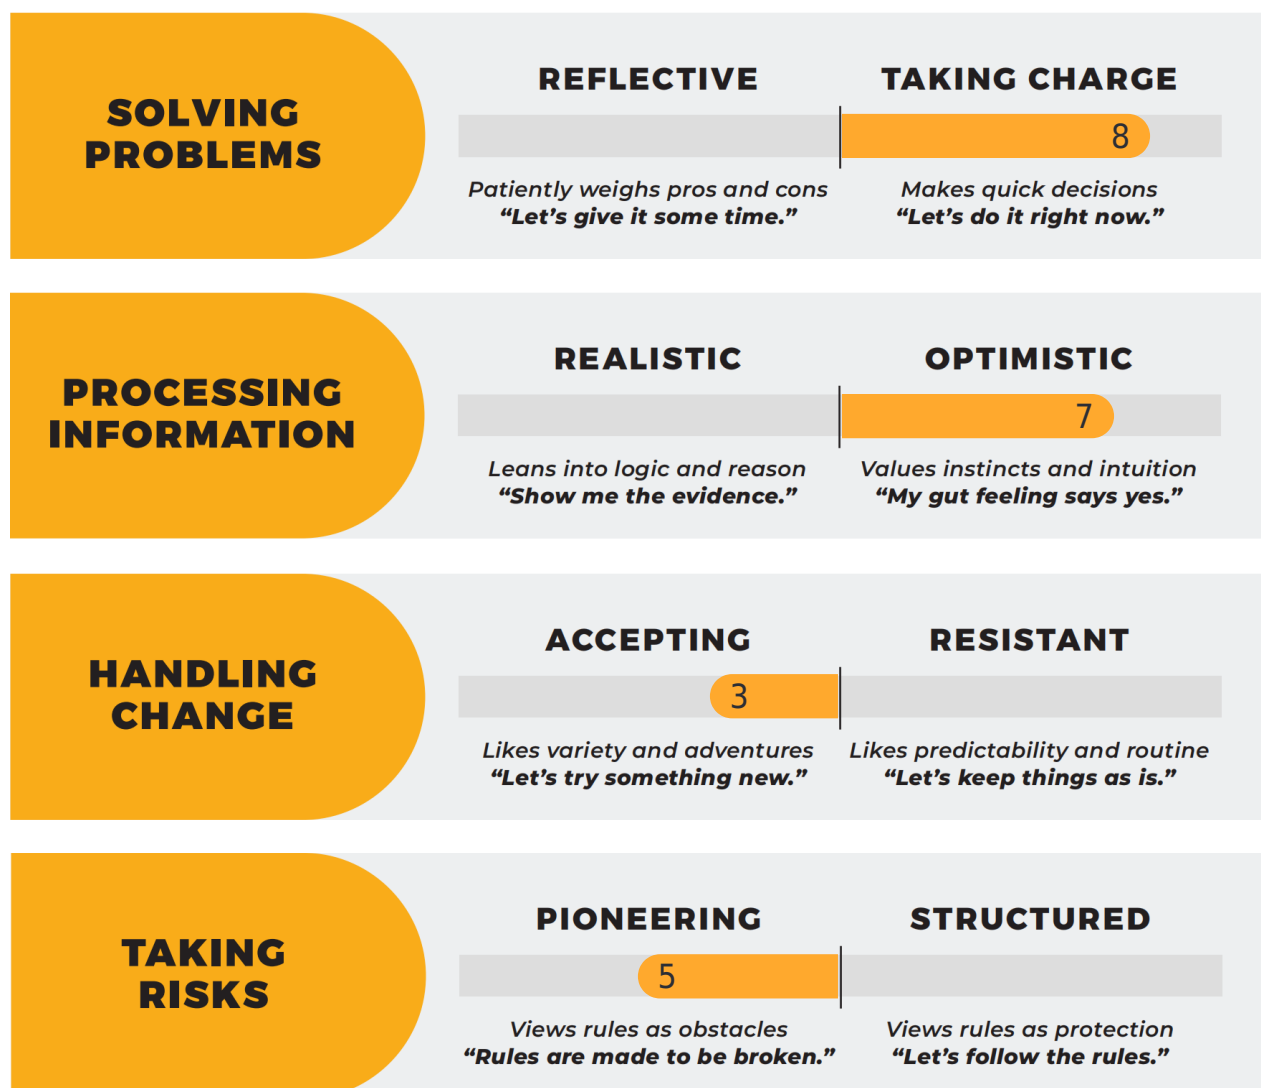 SOLVING
PROBLEMS
REFLECTIVE
TAKING CHARGE
8
Patiently weighs pros and cons
“Let’s give it some time.”
Makes quick decisions
“Let’s do it right now.”
PROCESSING
INFORMATION
REALISTIC
OPTIMISTIC
7
Leans into logic and reason
“Show me the evidence.”
Values instincts and intuition
“My gut feeling says yes.”
HANDLING
CHANGE
ACCEPTING
RESISTANT
3
Likes variety and adventures
“Let’s try something new.”
Likes predictability and routine
“Let’s keep things as is.”
TAKING
RISKS
PIONEERING
STRUCTURED
5
Views rules as obstacles
“Rules are made to be broken.”
Views rules as protection
“Let’s follow the rules.”